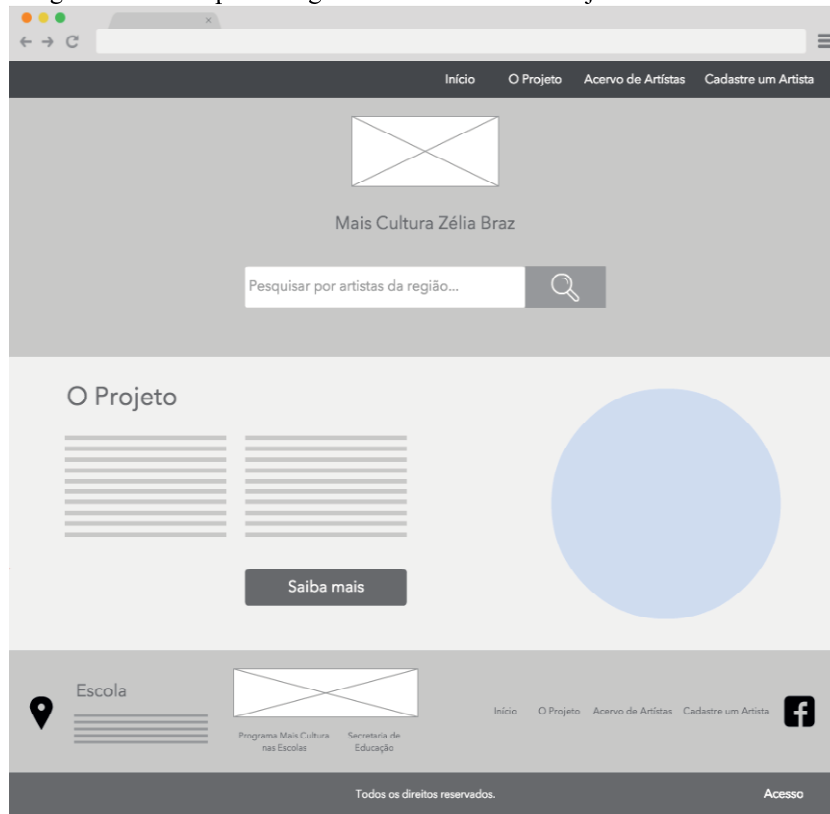 Início O Projeto Acervo de Artístas Cadastre um Artista
Mais Cultura Zélia Braz
Pesquisar por artistas da região...
O Projeto
Saiba mais
Escola
Programa Mais Cultura
nas Escolas
Secretaria de
Educação
Início O Projeto Acervo de Artístas Cadastre um Artista
Todos os direitos reservados.
Acesso